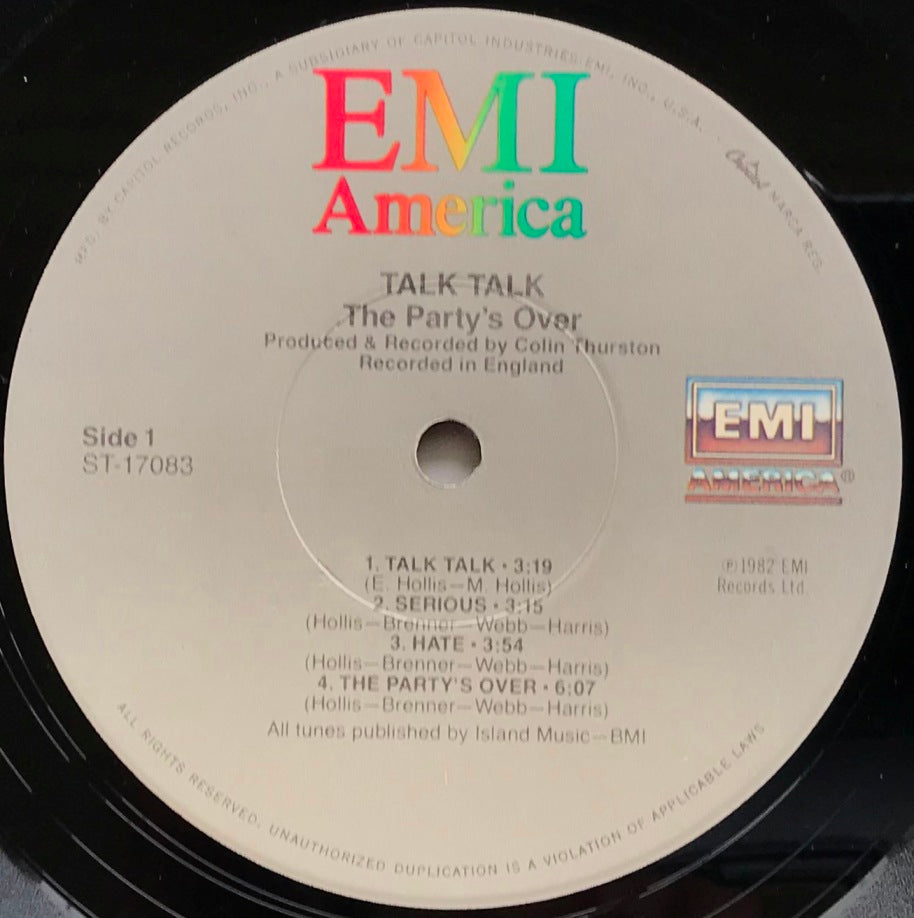 MFD. BY CAPITOL RECORDS, INC., A SUBSIDIARY OF CAPITOL INDUSTRIES-EMI, INC., U.S.A. · Capitol MARCA REG.
EMI
America
TALK TALK
The Party's Over
Produced & Recorded by Colin Thurston
Recorded in England
Side 1
ST-17083
EMI
AMERICA®
1. TALK TALK • 3:19
(E. Hollis—M. Hollis)
2. SERIOUS • 3:15
(Hollis—Brenner—Webb—Harris)
3. HATE • 3:54
(Hollis—Brenner—Webb—Harris)
4. THE PARTY'S OVER • 6:07
(Hollis—Brenner—Webb—Harris)
All tunes published by Island Music—BMI
℗1982 EMI
Records Ltd.
ALL RIGHTS RESERVED. UNAUTHORIZED DUPLICATION IS A VIOLATION OF APPLICABLE LAWS